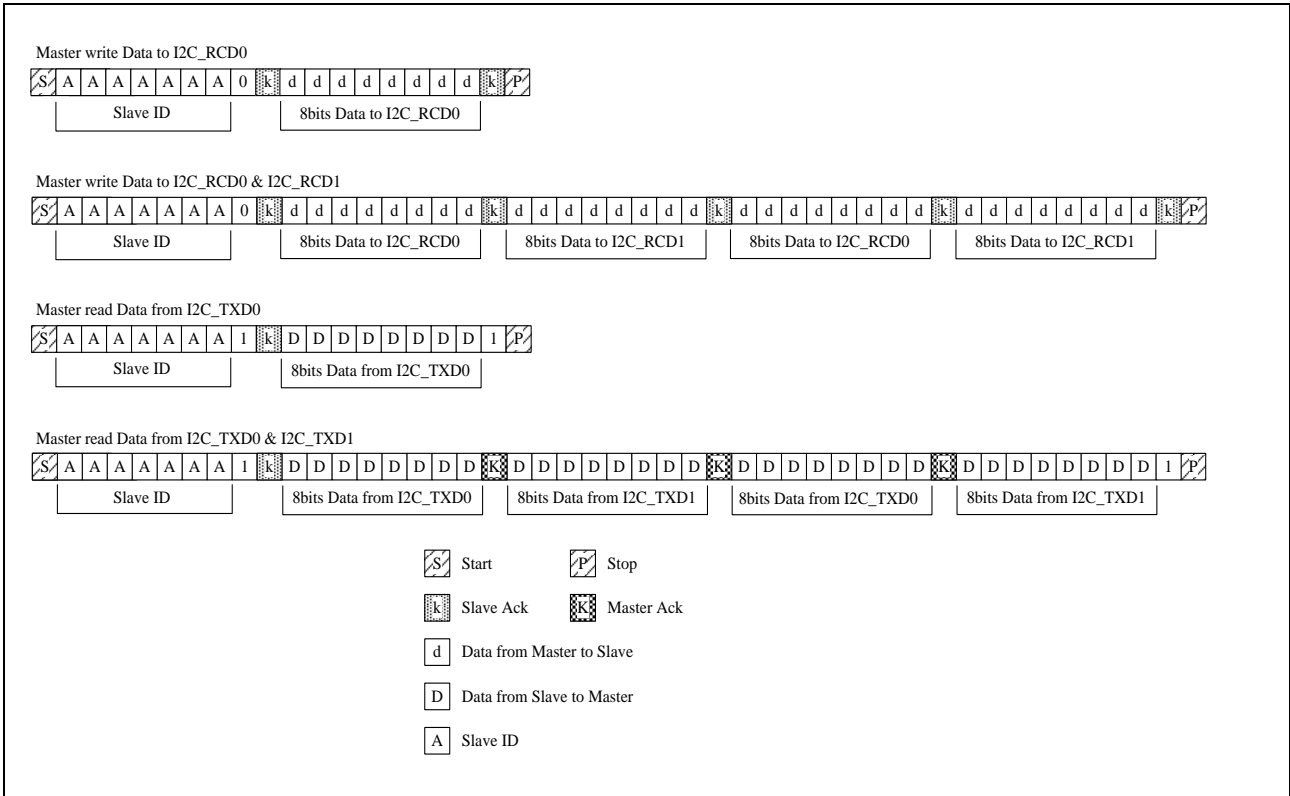 Master write Data to I2C_RCD0
S A A A A A A A 0 k d d d d d d d d k P
Slave ID 8bits Data to I2C_RCD0
Master write Data to I2C_RCD0 & I2C_RCD1
S A A A A A A A 0 k d d d d d d d d k d d d d d d d d k d d d d d d d d k d d d d d d d d k P
Slave ID 8bits Data to I2C_RCD0 8bits Data to I2C_RCD1 8bits Data to I2C_RCD0 8bits Data to I2C_RCD1
Master read Data from I2C_TXD0
S A A A A A A A 1 k D D D D D D D D 1 P
Slave ID 8bits Data from I2C_TXD0
Master read Data from I2C_TXD0 & I2C_TXD1
S A A A A A A A 1 k D D D D D D D D K D D D D D D D D K D D D D D D D D K D D D D D D D D 1 P
Slave ID 8bits Data from I2C_TXD0 8bits Data from I2C_TXD1 8bits Data from I2C_TXD0 8bits Data from I2C_TXD1
S Start P Stop
k Slave Ack K Master Ack
d Data from Master to Slave
D Data from Slave to Master
A Slave ID